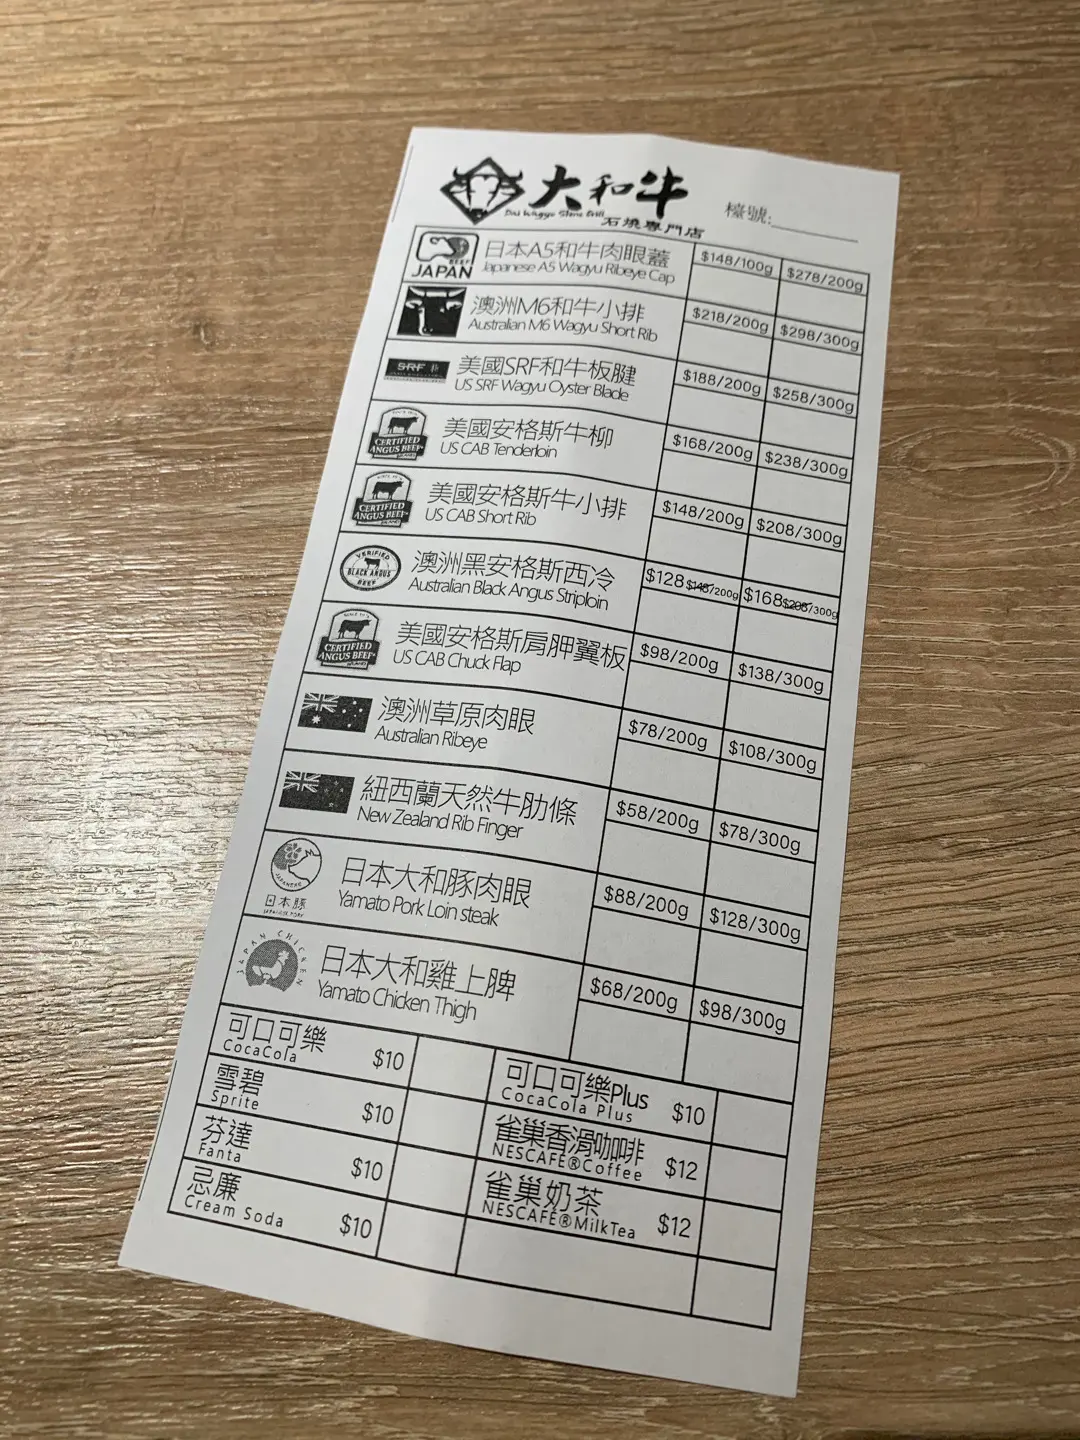 大和牛
Dai Wagyu Stone Grill
石燒專門店
檯號:
BEEF
JAPAN
日本A5和牛肉眼蓋
Japanese A5 Wagyu Ribeye Cap
$148/100g $278/200g
澳洲M6和牛小排
Australian M6 Wagyu Short Rib
$218/200g $298/300g
SRF
美國SRF和牛板腱
US SRF Wagyu Oyster Blade
$188/200g $258/300g
CERTIFIED
ANGUS BEEF
美國安格斯牛柳
US CAB Tenderloin
$168/200g $238/300g
CERTIFIED
ANGUS BEEF
美國安格斯牛小排
US CAB Short Rib
$148/200g $208/300g
VERIFIED
BLACK ANGUS
BEEF
澳洲黑安格斯西冷
Australian Black Angus Striploin
$128 $148/200g $168 $208/300g
CERTIFIED
ANGUS BEEF
美國安格斯肩胛翼板
US CAB Chuck Flap
$98/200g $138/300g
澳洲草原肉眼
Australian Ribeye
$78/200g $108/300g
紐西蘭天然牛肋條
New Zealand Rib Finger
$58/200g $78/300g
JAPANESE
日本豚
JAPANESE PORK
日本大和豚肉眼
Yamato Pork Loin steak
$88/200g $128/300g
JAPAN CHICKEN
日本大和雞上脾
Yamato Chicken Thigh
$68/200g $98/300g
可口可樂
CocaCola $10
可口可樂Plus
CocaCola Plus $10
雪碧
Sprite $10
雀巢香滑咖啡
NESCAFE®Coffee $12
芬達
Fanta $10
雀巢奶茶
NESCAFE®MilkTea $12
忌廉
Cream Soda $10